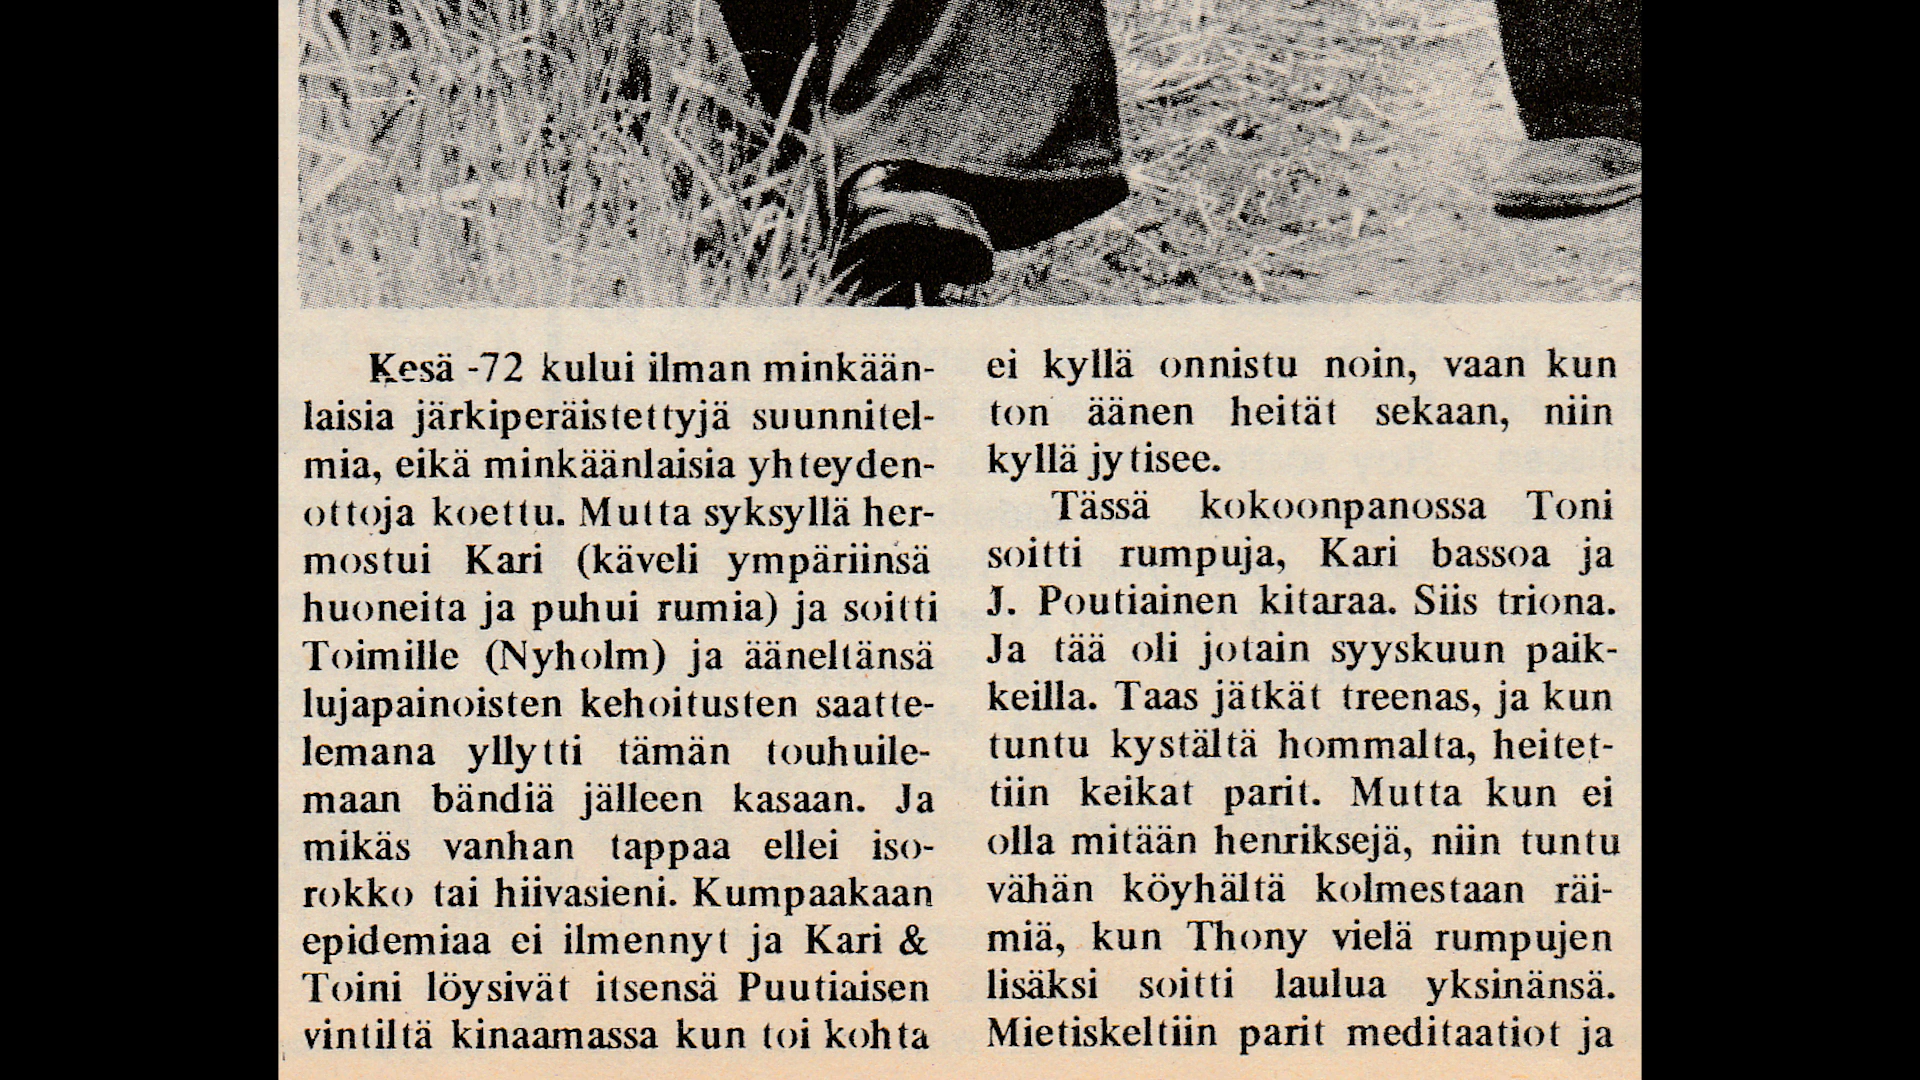 Kesä -72 kului ilman minkään-
laisia järkiperäistettyjä suunnitel-
mia, eikä minkäänlaisia yhteyden-
ottoja koettu. Mutta syksyllä her-
mostui Kari (käveli ympäriinsä
huoneita ja puhui rumia) ja soitti
Toimille (Nyholm) ja ääneltänsä
lujapainoisten kehoitusten saatte-
lemana yllytti tämän touhuile-
maan bändiä jälleen kasaan. Ja
mikäs vanhan tappaa ellei iso-
rokko tai hiivasieni. Kumpaakaan
epidemiaa ei ilmennyt ja Kari &
Toini löysivät itsensä Puutiaisen
vintiltä kinaamassa kun toi kohta
ei kyllä onnistu noin, vaan kun
ton äänen heität sekaan, niin
kyllä jytisee.
Tässä kokoonpanossa Toni
soitti rumpuja, Kari bassoa ja
J. Poutiainen kitaraa. Siis triona.
Ja tää oli jotain syyskuun paik-
keilla. Taas jätkät treenas, ja kun
tuntu kystältä hommalta, heitet-
tiin keikat parit. Mutta kun ei
olla mitään henriksejä, niin tuntu
vähän köyhältä kolmestaan räi-
miä, kun Thony vielä rumpujen
lisäksi soitti laulua yksinänsä.
Mietiskeltiin parit meditaatiot ja